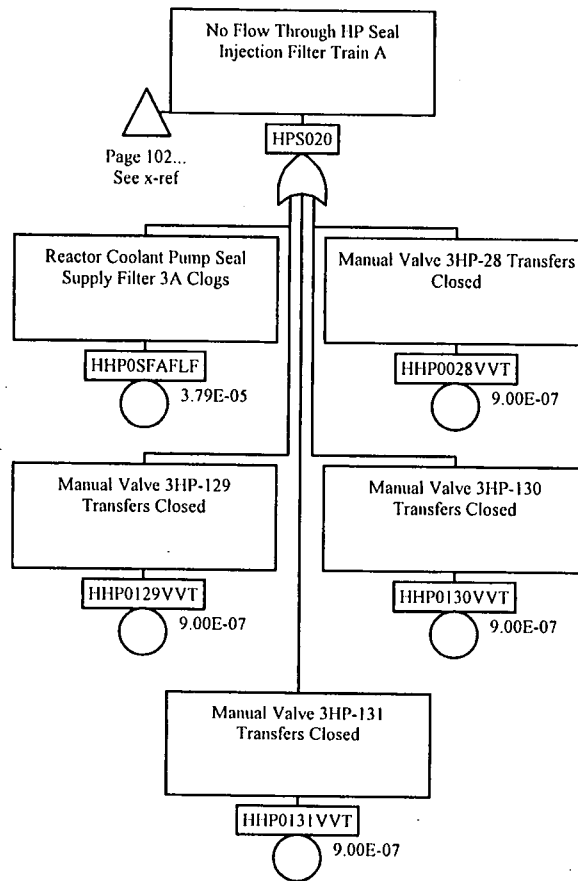 No Flow Through HP Seal
Injection Filter Train A
HPS020
Page 102...
See x-ref
Reactor Coolant Pump Seal
Supply Filter 3A Clogs
HHP0SFAFLF
3.79E-05
Manual Valve 3HP-28 Transfers
Closed
HHP0028VVT
9.00E-07
Manual Valve 3HP-129
Transfers Closed
HHP0129VVT
9.00E-07
Manual Valve 3HP-130
Transfers Closed
HHP0130VVT
9.00E-07
Manual Valve 3HP-131
Transfers Closed
HHP0131VVT
9.00E-07